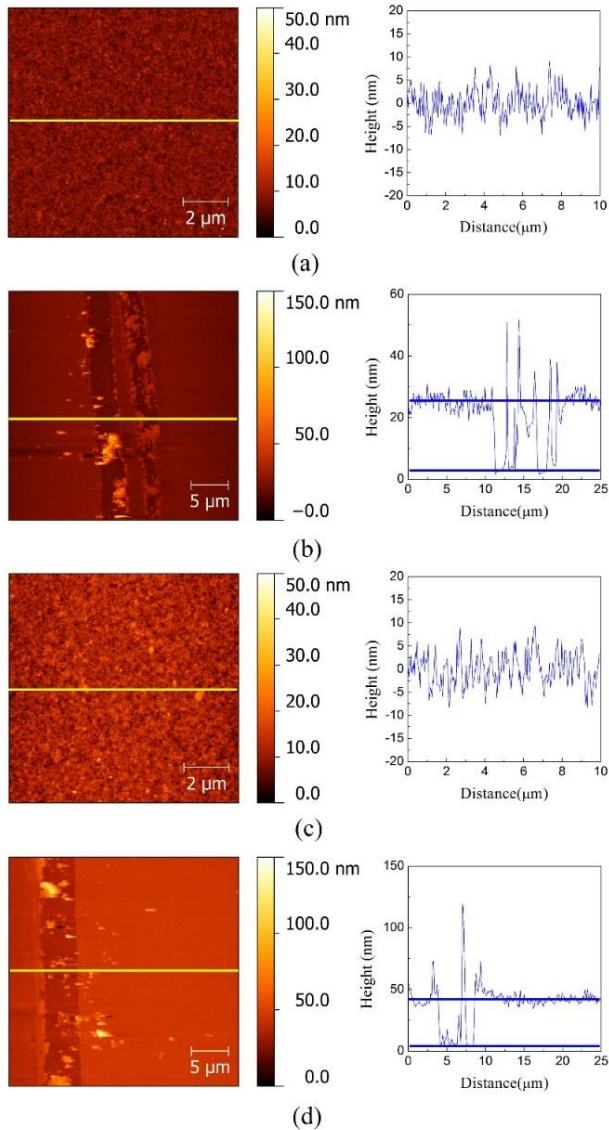 50.0 nm
40.0
30.0
20.0
10.0
0.0
2 µm
20
15
10
5
0
-5
-10
-15
-20
Height (nm)
0 2 4 6 8 10
Distance(µm)
(a)
150.0 nm
100.0
50.0
−0.0
5 µm
60
40
20
0
Height (nm)
0 5 10 15 20 25
Distance(µm)
(b)
50.0 nm
40.0
30.0
20.0
10.0
0.0
2 µm
20
15
10
5
0
-5
-10
-15
-20
Height (nm)
0 2 4 6 8 10
Distance(µm)
(c)
150.0 nm
100.0
50.0
0.0
5 µm
150
100
50
0
Height (nm)
0 5 10 15 20 25
Distance(µm)
(d)